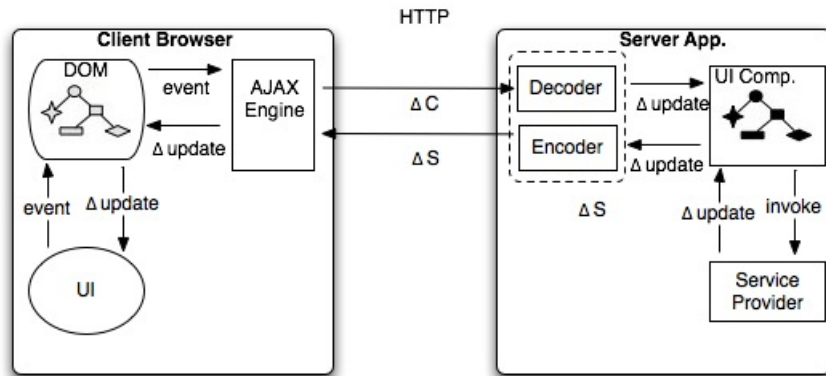 HTTP
Client Browser
DOM
event
AJAX
Engine
Δ update
event
Δ update
UI
Δ C
Δ S
Server App.
Decoder
Encoder
Δ update
Δ update
UI Comp.
Δ S
Δ update
invoke
Service
Provider